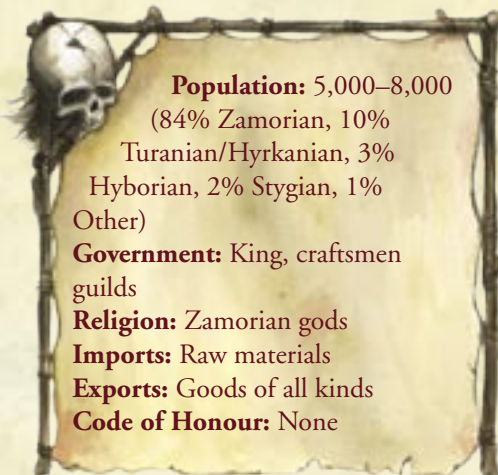 Population: 5,000–8,000
(84% Zamorian, 10%
Turanian/Hyrkanian, 3%
Hyborian, 2% Stygian, 1%
Other)
Government: King, craftsmen
guilds
Religion: Zamorian gods
Imports: Raw materials
Exports: Goods of all kinds
Code of Honour: None